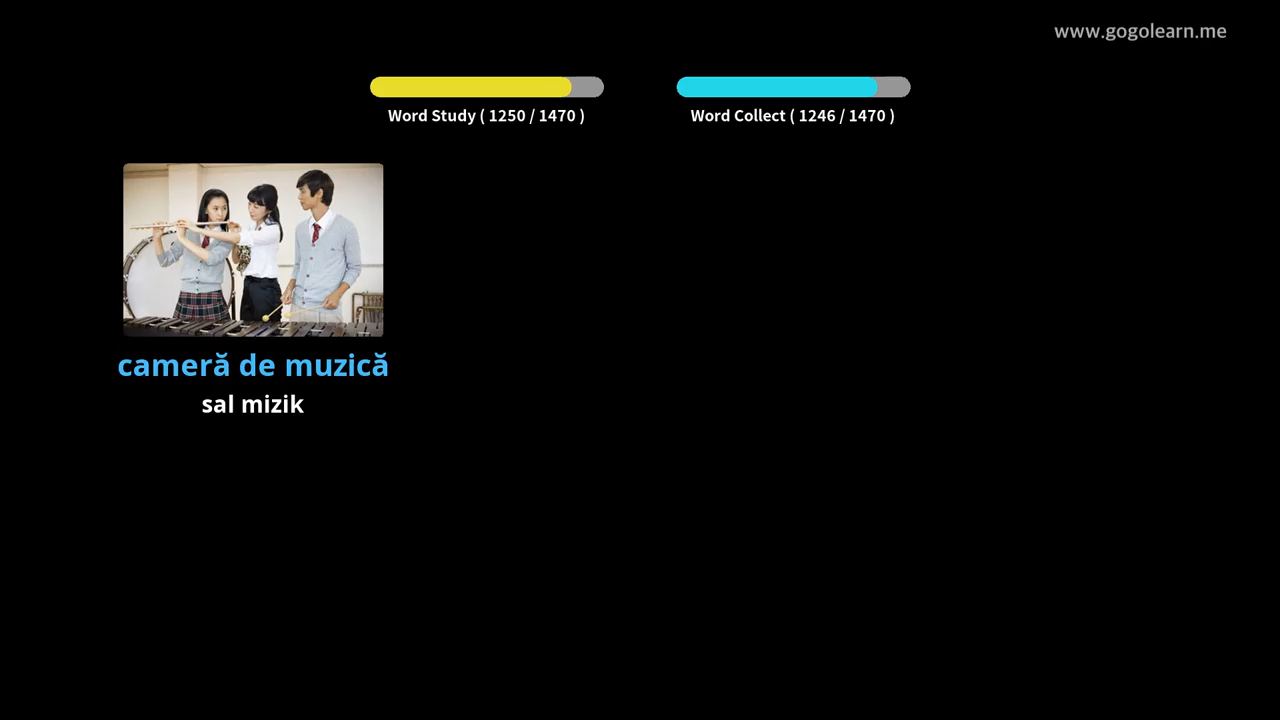 www.gogolearn.me
Word Study ( 1250 / 1470 )
Word Collect ( 1246 / 1470 )
cameră de muzică
sal mizik